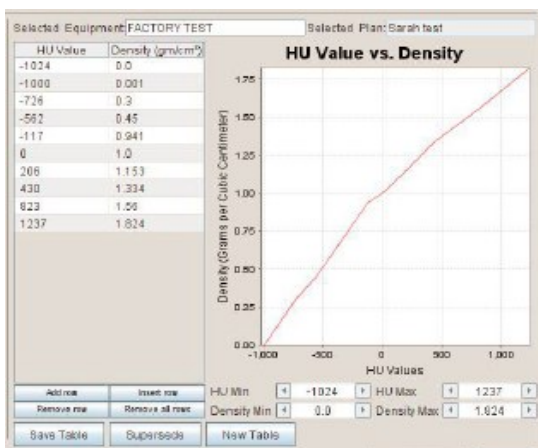 Selected Equipment: FACTORY TEST Selected Plan: Sarah test
HU Value Density (gm/cm³)
-1024 0.0
-1000 0.001
-726 0.3
-562 0.45
-117 0.941
0 1.0
206 1.153
430 1.334
823 1.56
1237 1.824
HU Value vs. Density
Density (Grams per Cubic Centimeter)
1.75
1.50
1.25
1.00
0.75
0.50
0.25
0.00
-1,000 -500 0 500 1,000
HU Values
Add row Insert row
Remove row Remove all rows
HU Min -1024 HU Max 1237
Density Min 0.0 Density Max 1.824
Save Table Supersede New Table